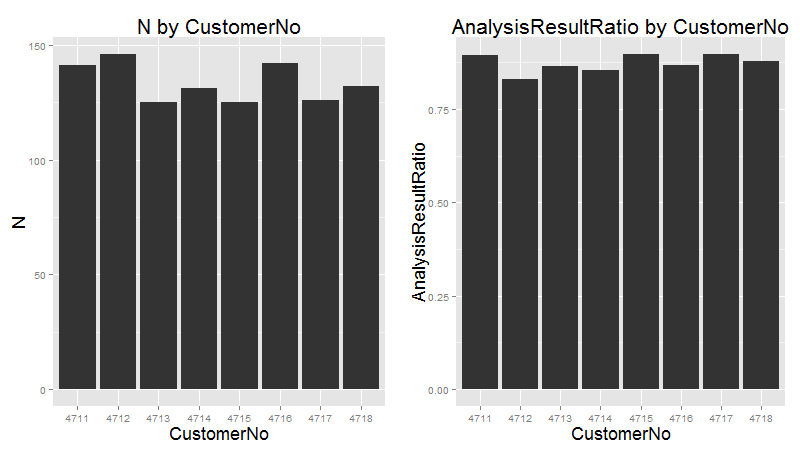 N by CustomerNo
150
100
50
0
N
4711 4712 4713 4714 4715 4716 4717 4718
CustomerNo
AnalysisResultRatio by CustomerNo
0.75
0.50
0.25
0.00
AnalysisResultRatio
4711 4712 4713 4714 4715 4716 4717 4718
CustomerNo